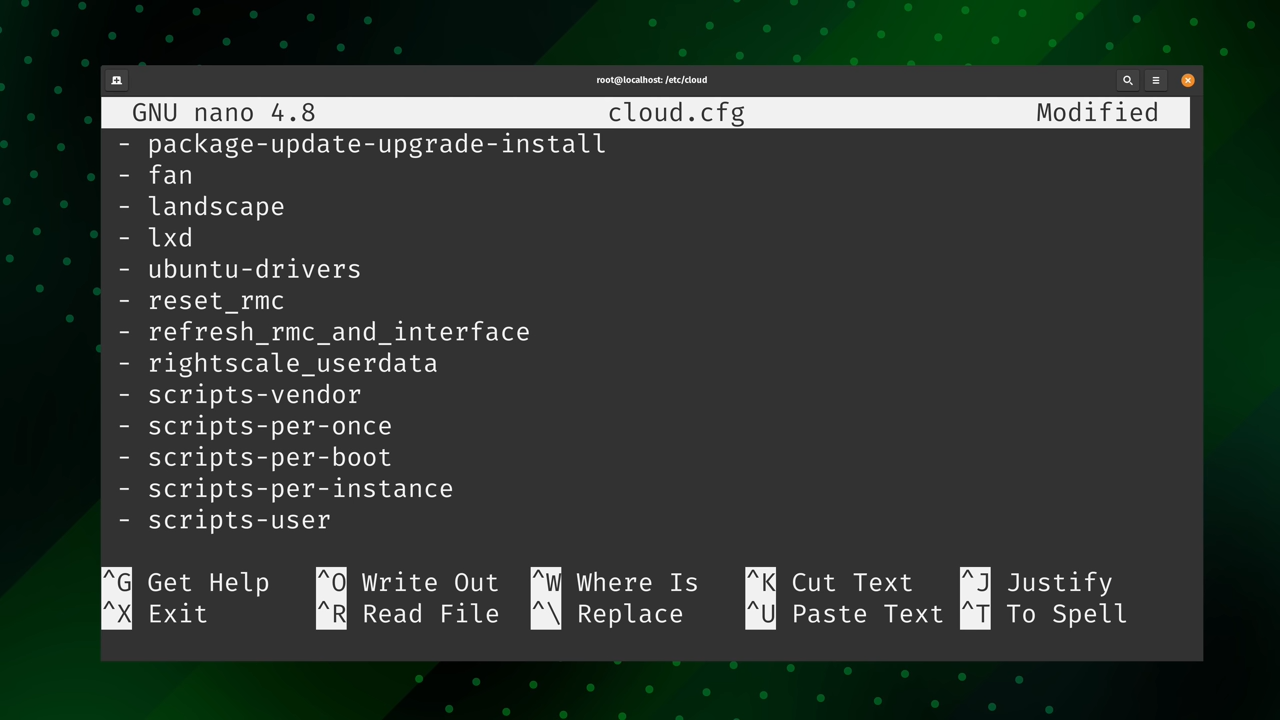 root@localhost: /etc/cloud
GNU nano 4.8 cloud.cfg Modified
- package-update-upgrade-install
- fan
- landscape
- lxd
- ubuntu-drivers
- reset_rmc
- refresh_rmc_and_interface
- rightscale_userdata
- scripts-vendor
- scripts-per-once
- scripts-per-boot
- scripts-per-instance
- scripts-user
^G Get Help ^O Write Out ^W Where Is ^K Cut Text ^J Justify
^X Exit ^R Read File ^\ Replace ^U Paste Text ^T To Spell